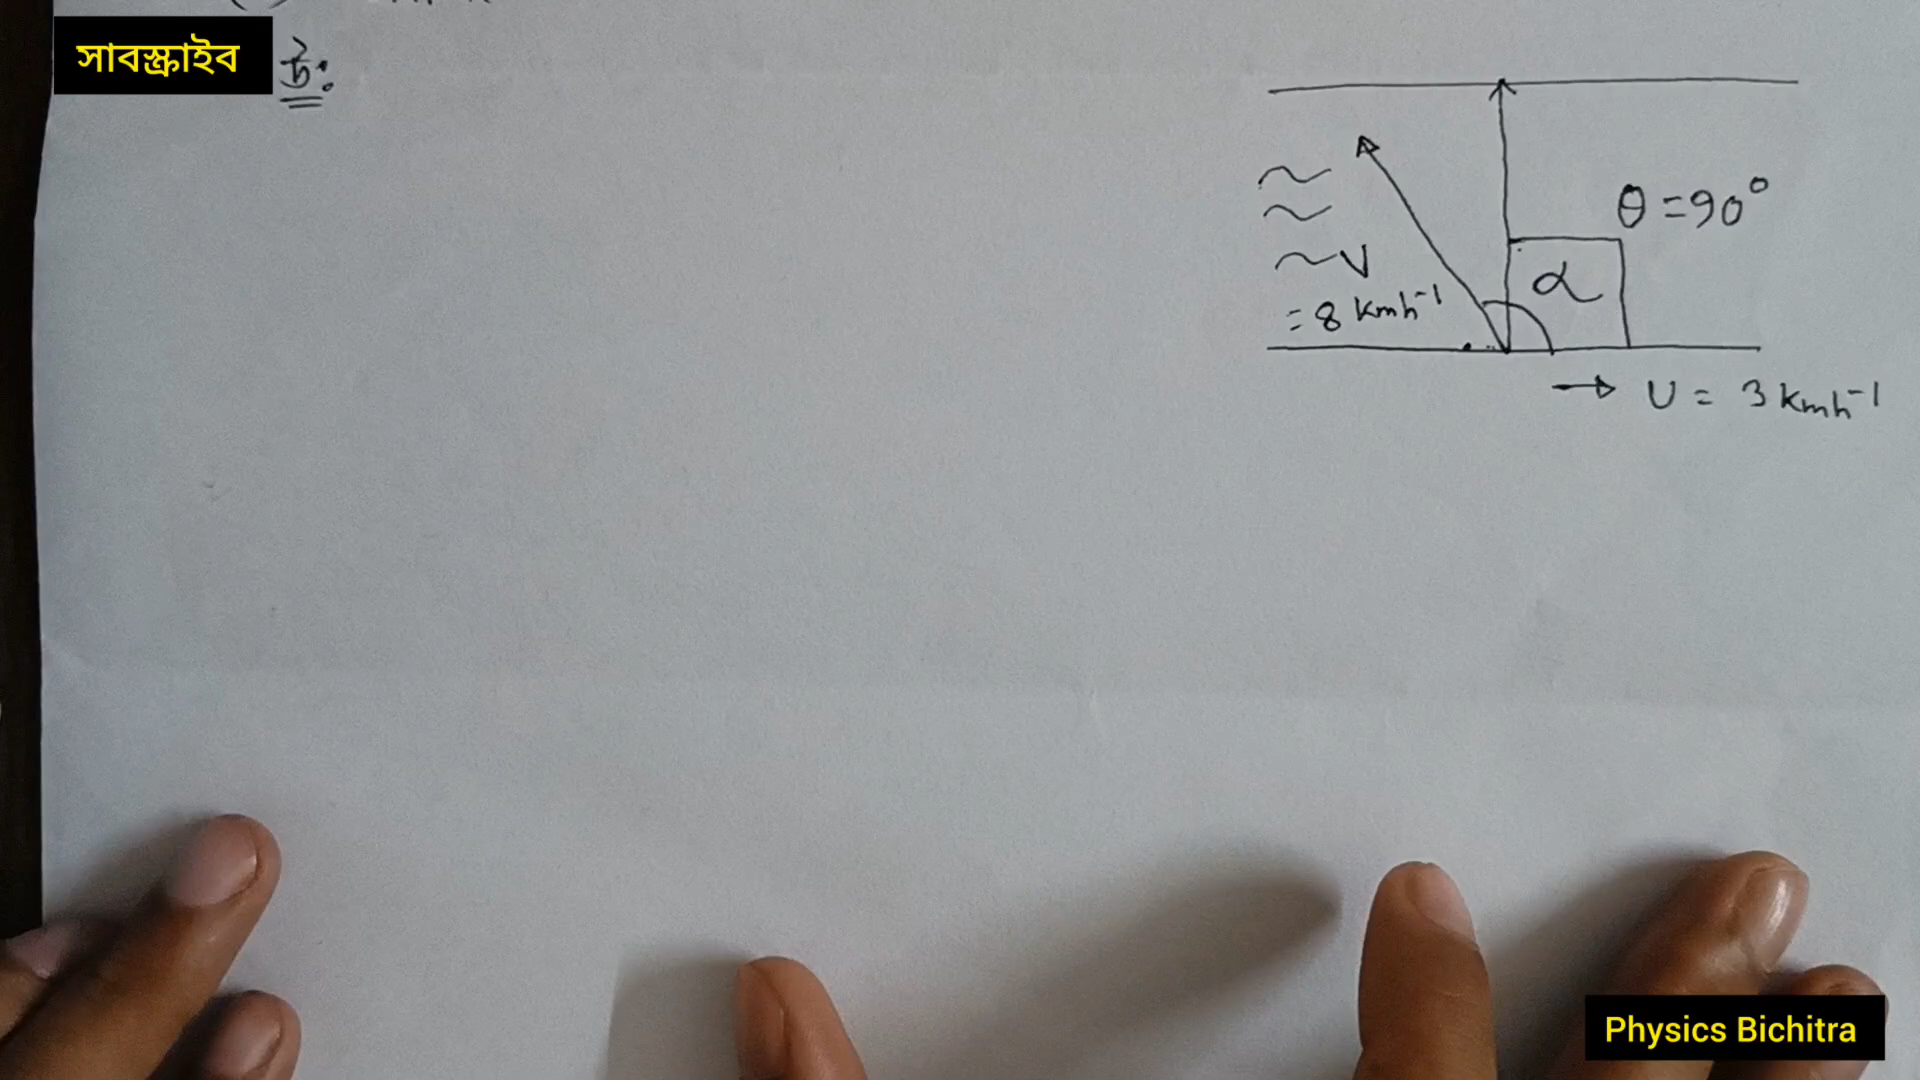 সাবস্ক্রাইব
উ:
θ = 90°
α
V
= 8 Kmh⁻¹
→ U = 3 Kmh⁻¹
Physics Bichitra